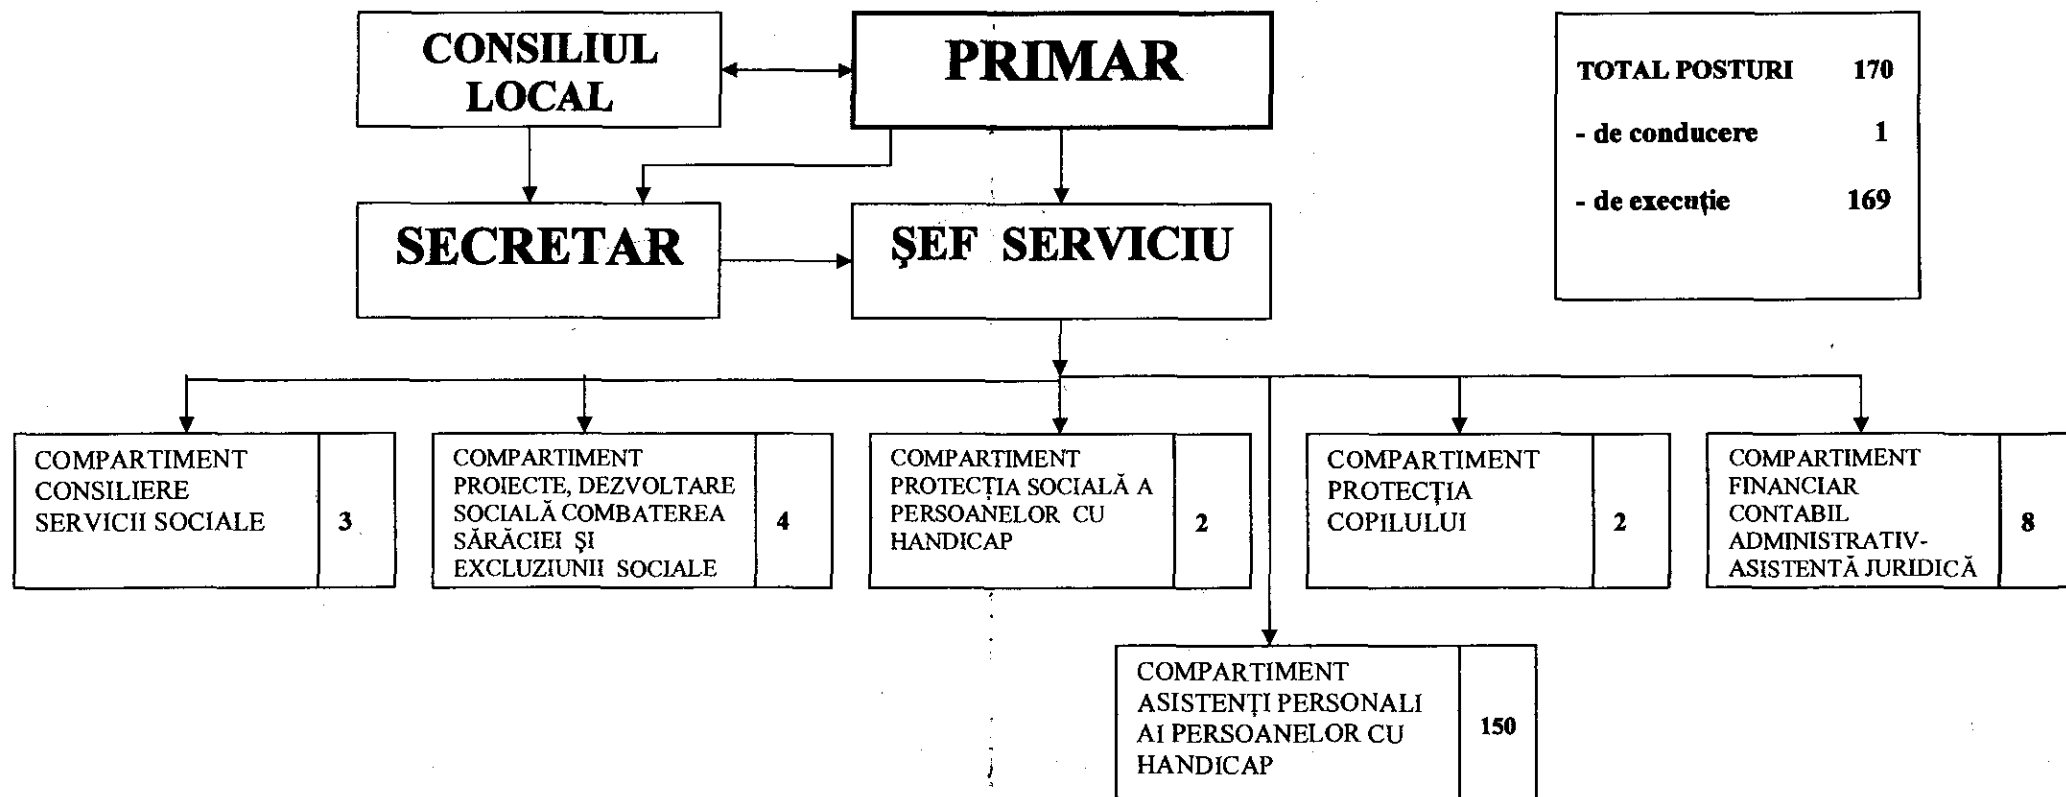 CONSILIUL
LOCAL
PRIMAR
TOTAL POSTURI 170
- de conducere 1
- de execuție 169
SECRETAR
ŞEF SERVICIU
COMPARTIMENT
CONSILIERE
SERVICII SOCIALE
3
COMPARTIMENT
PROIECTE, DEZVOLTARE
SOCIALĂ COMBATEREA
SĂRĂCIEI ŞI
EXCLUZIUNII SOCIALE
4
COMPARTIMENT
PROTECȚIA SOCIALĂ A
PERSOANELOR CU
HANDICAP
2
COMPARTIMENT
PROTECȚIA
COPILULUI
2
COMPARTIMENT
FINANCIAR
CONTABIL
ADMINISTRATIV-
ASISTENTĂ JURIDICĂ
8
COMPARTIMENT
ASISTENȚI PERSONALI
AI PERSOANELOR CU
HANDICAP
150